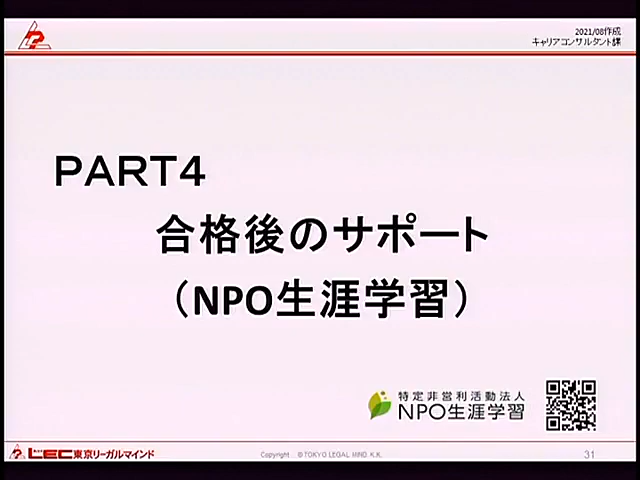 2021/08作成
キャリアコンサルタント課
PART4
合格後のサポート
（NPO生涯学習）
特定非営利活動法人
NPO生涯学習
LEC東京リーガルマインド
Copyright ©TOKYO LEGAL MIND K.K.
31